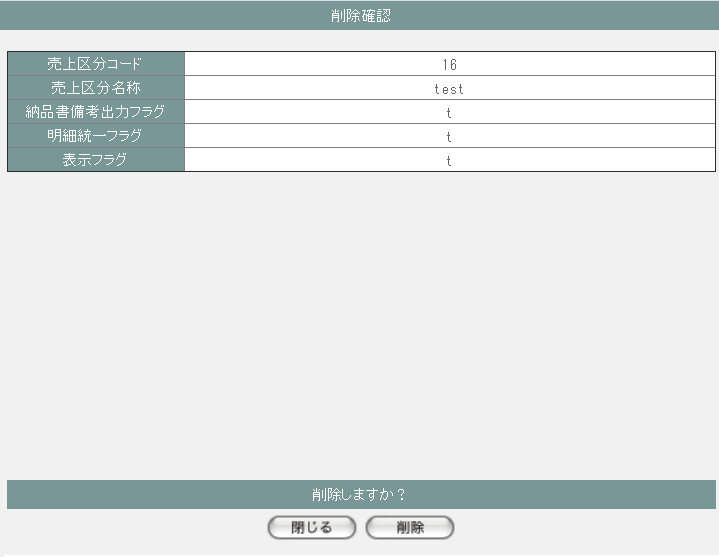 削除確認
売上区分コード 16
売上区分名称 test
納品書備考出力フラグ t
明細統一フラグ t
表示フラグ t
削除しますか？
閉じる 削除